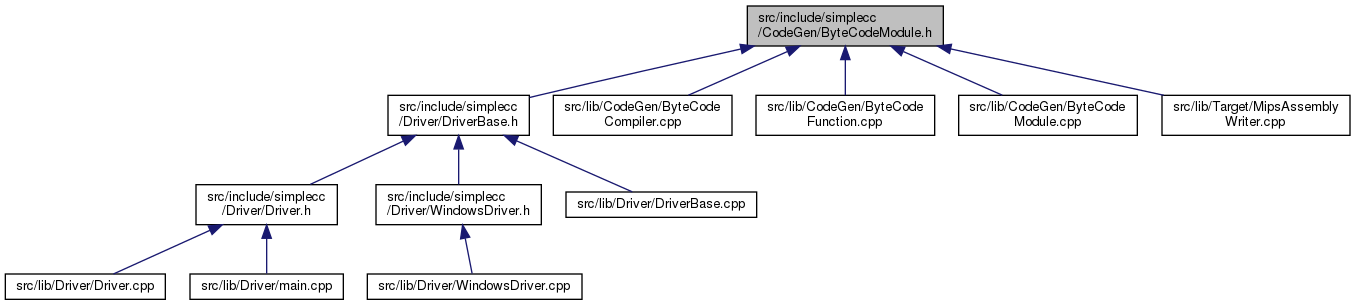 src/include/simplecc
/CodeGen/ByteCodeModule.h
src/include/simplecc
/Driver/DriverBase.h
src/lib/CodeGen/ByteCode
Compiler.cpp
src/lib/CodeGen/ByteCode
Function.cpp
src/lib/CodeGen/ByteCode
Module.cpp
src/lib/Target/MipsAssembly
Writer.cpp
src/include/simplecc
/Driver/Driver.h
src/include/simplecc
/Driver/WindowsDriver.h
src/lib/Driver/DriverBase.cpp
src/lib/Driver/Driver.cpp
src/lib/Driver/main.cpp
src/lib/Driver/WindowsDriver.cpp